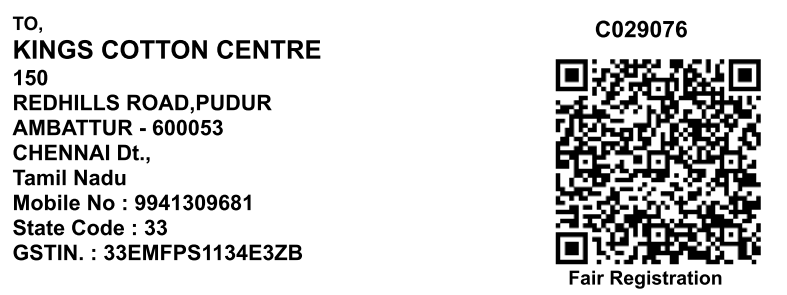 TO,
KINGS COTTON CENTRE
150
REDHILLS ROAD,PUDUR
AMBATTUR - 600053
CHENNAI Dt.,
Tamil Nadu
Mobile No : 9941309681
State Code : 33
GSTIN. : 33EMFPS1134E3ZB
C029076
Fair Registration